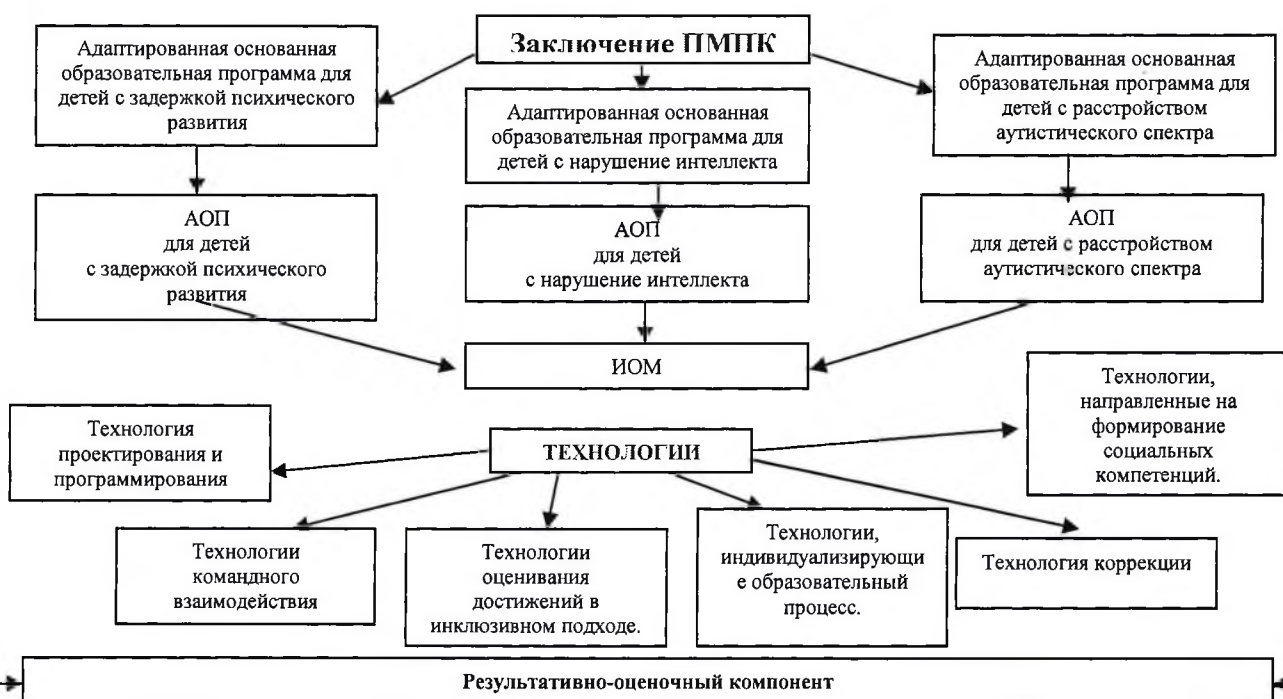 Заключение ПМПК
Адаптированная основанная
образовательная программа для
детей с задержкой психического
развития
Адаптированная основанная
образовательная программа для
детей с нарушение интеллекта
Адаптированная основанная
образовательная программа для
детей с расстройством
аутистического спектра
АОП
для детей
с задержкой психического
развития
АОП
для детей
с нарушение интеллекта
АОП
для детей с расстройством
аутистического спектра
ИОМ
ТЕХНОЛОГИИ
Технология
проектирования и
программирования
Технологии,
направленные на
формирование
социальных
компетенций.
Технологии
командного
взаимодействия
Технологии
оценивания
достижений в
инклюзивном подходе.
Технологии,
индивидуализирующи
е образовательный
процесс.
Технология коррекции
Результативно-оценочный компонент